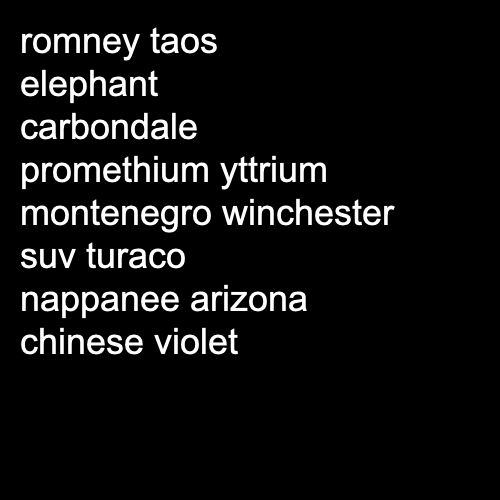 romney taos
elephant
carbondale
promethium yttrium
montenegro winchester
suv turaco
nappanee arizona
chinese violet